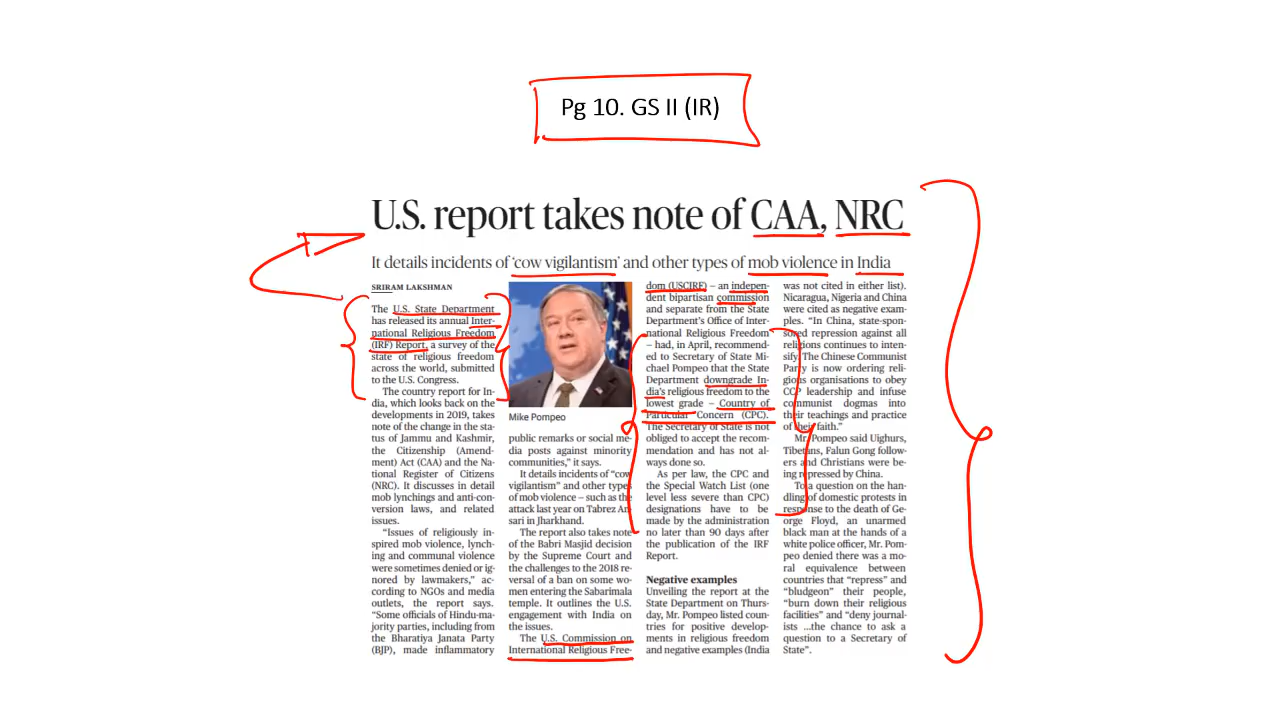 Pg 10. GS II (IR)
U.S. report takes note of CAA, NRC
It details incidents of ‘cow vigilantism’ and other types of mob violence in India
SRIRAM LAKSHMAN
The U.S. State Department
has released its annual Inter-
national Religious Freedom
(IRF) Report, a survey of the
state of religious freedom
across the world, submitted
to the U.S. Congress.
The country report for In-
dia, which looks back on the
developments in 2019, takes
note of the change in the sta-
tus of Jammu and Kashmir,
the Citizenship (Amend-
ment) Act (CAA) and the Na-
tional Register of Citizens
(NRC). It discusses in detail
mob lynchings and anti-con-
version laws, and related
issues.
“Issues of religiously in-
spired mob violence, lynch-
ing and communal violence
were sometimes denied or ig-
nored by lawmakers,” ac-
cording to NGOs and media
outlets, the report says.
“Some officials of Hindu-ma-
jority parties, including from
the Bharatiya Janata Party
(BJP), made inflammatory
Mike Pompeo
public remarks or social me-
dia posts against minority
communities,” it says.
It details incidents of “cow
vigilantism” and other types
of mob violence – such as the
attack last year on Tabrez An-
sari in Jharkhand.
The report also takes note
of the Babri Masjid decision
by the Supreme Court and
the challenges to the 2018 re-
versal of a ban on some wo-
men entering the Sabarimala
temple. It outlines the U.S.
engagement with India on
the issues.
The U.S. Commission on
International Religious Free-
dom (USCIRF) – an indepen-
dent bipartisan commission
and separate from the State
Department’s Office of Inter-
national Religious Freedom
– had, in April, recommend-
ed to Secretary of State Mi-
chael Pompeo that the State
Department downgrade In-
dia’s religious freedom to the
lowest grade – Country of
Particular Concern (CPC).
The Secretary of State is not
obliged to accept the recom-
mendation and has not al-
ways done so.
As per law, the CPC and
the Special Watch List (one
level less severe than CPC)
designations have to be
made by the administration
no later than 90 days after
the publication of the IRF
Report.
Negative examples
Unveiling the report at the
State Department on Thurs-
day, Mr. Pompeo listed coun-
tries for positive develop-
ments in religious freedom
and negative examples (India
was not cited in either list).
Nicaragua, Nigeria and China
were cited as negative exam-
ples. “In China, state-spon-
sored repression against all
religions continues to inten-
sify. The Chinese Communist
Party is now ordering reli-
gious organisations to obey
CCP leadership and infuse
communist dogmas into
their teachings and practice
of their faith.”
Mr. Pompeo said Uighurs,
Tibetans, Falun Gong follow-
ers and Christians were be-
ing repressed by China.
To a question on the han-
dling of domestic protests in
response to the death of Ge-
orge Floyd, an unarmed
black man at the hands of a
white police officer, Mr. Pom-
peo denied there was a mo-
ral equivalence between
countries that “repress” and
“bludgeon” their people,
“burn down their religious
facilities” and “deny journal-
ists ...the chance to ask a
question to a Secretary of
State”.